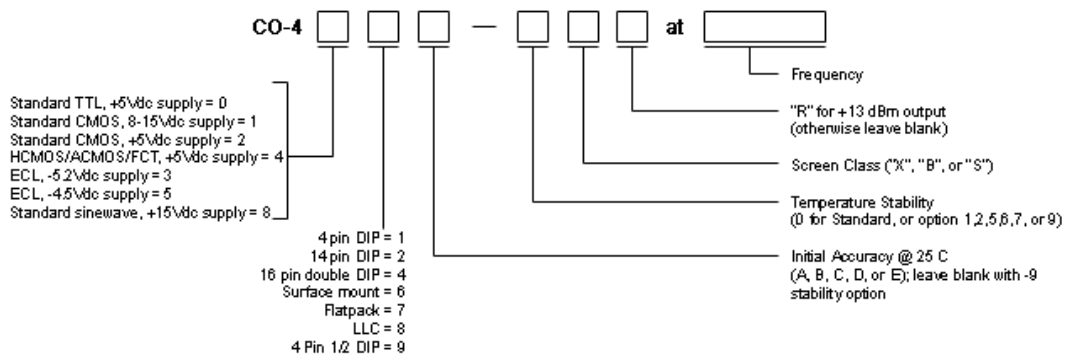 CO-4 — at
Frequency
"R" for +13 dBm output
(otherwise leave blank)
Screen Class ("X", "B", or "S")
Temperature Stability
(0 for Standard, or option 1,2,5,6,7, or 9)
Initial Accuracy @ 25 C
(A, B, C, D, or E); leave blank with -9
stability option
Standard TTL, +5Vdc supply = 0
Standard CMOS, 8-15Vdc supply = 1
Standard CMOS, +5Vdc supply = 2
HCMOS/ACMOS/FCT, +5Vdc supply = 4
ECL, -5.2Vdc supply = 3
ECL, -4.5Vdc supply = 5
Standard sinewave, +15Vdc supply = 8
4 pin DIP = 1
14 pin DIP = 2
16 pin double DIP = 4
Surface mount = 6
Flatpack = 7
LLC = 8
4 Pin 1/2 DIP = 9